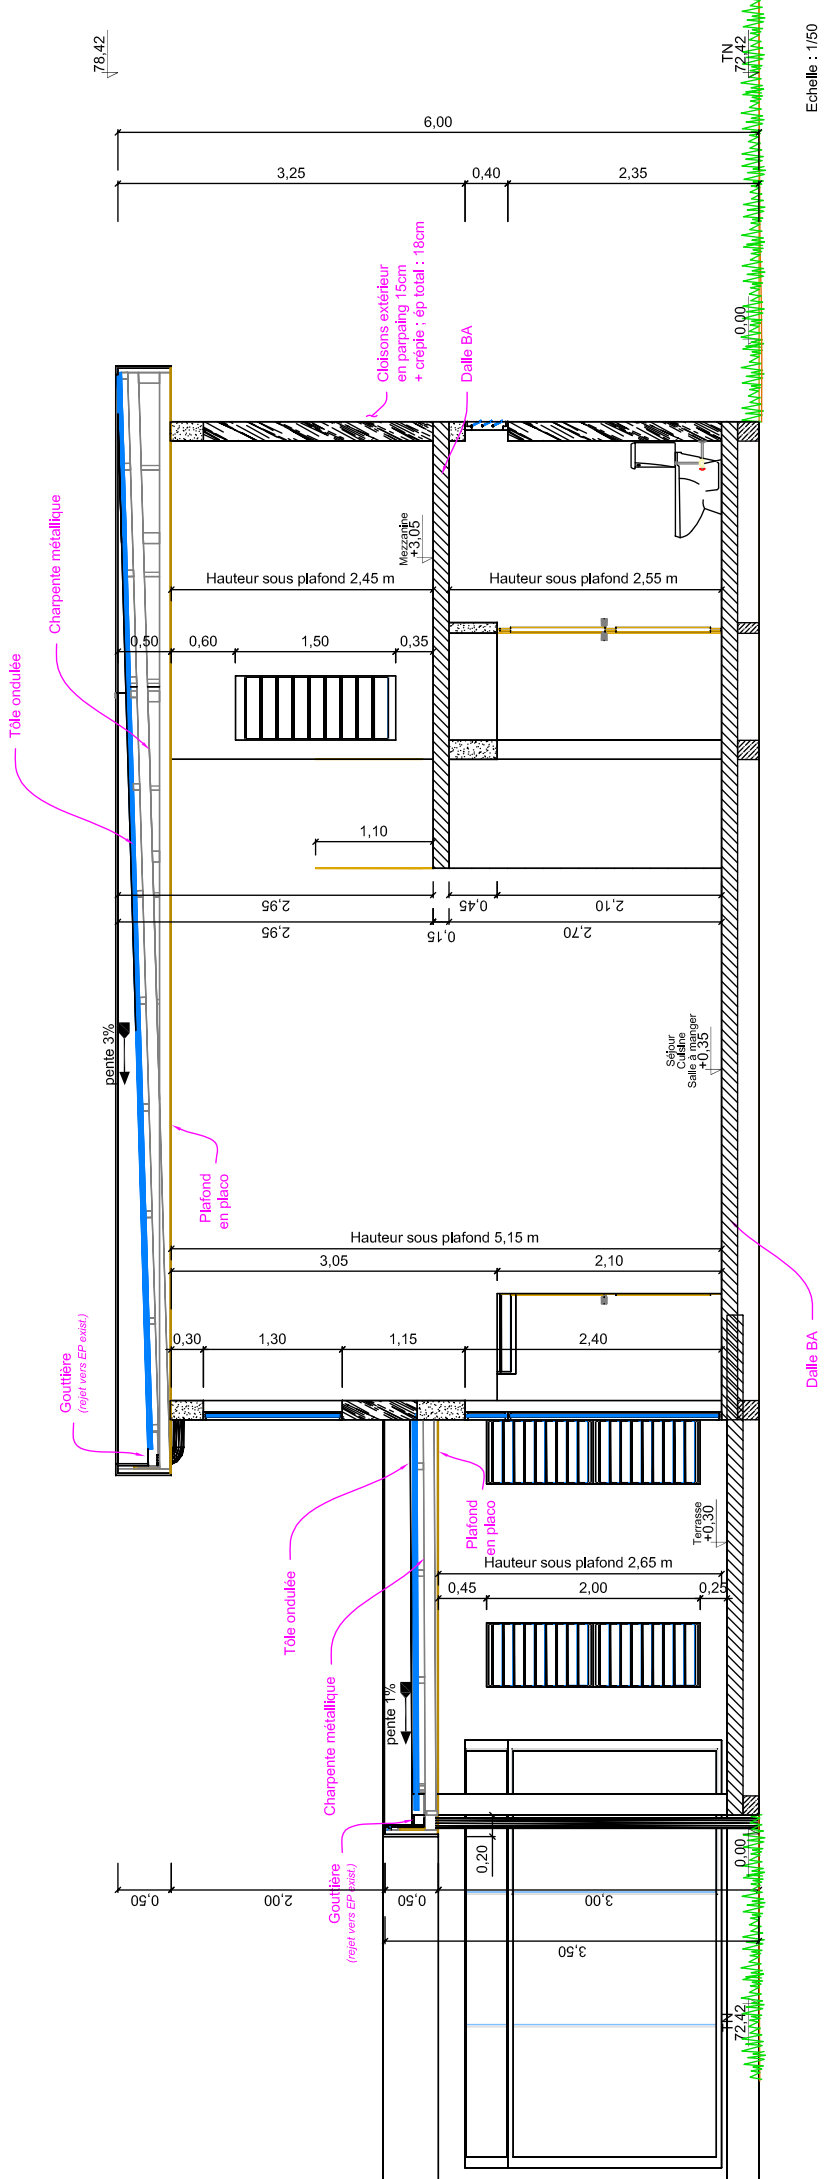 78,42
TN
72,42
Echelle : 1/50
6,00
3,25
0,40
2,35
Cloisons extérieur
en parpaing 15cm
+ crépie ; ép total : 18cm
Dalle BA
0.00
Charpente métallique
Tôle ondulée
Mezzanine
+3,05
Hauteur sous plafond 2,45 m
Hauteur sous plafond 2,55 m
0,50
0,60
1,50
0,35
1,10
2,95
0,45
2,10
2,95
0,15
2,70
pente 3%
Séjour
Cuisine
Salle à manger
+0,35
Plafond
en placo
Hauteur sous plafond 5,15 m
3,05
2,10
0,30
1,30
1,15
2,40
Gouttière
(rejet vers EP exist.)
Dalle BA
Plafond
en placo
Terrasse
+0,30
Hauteur sous plafond 2,65 m
0,45
2,00
0,25
Tôle ondulée
Charpente métallique
pente 1%
Gouttière
(rejet vers EP exist.)
0,20
0,00
0,50
2,00
0,50
3,00
3,50
TN
72,42